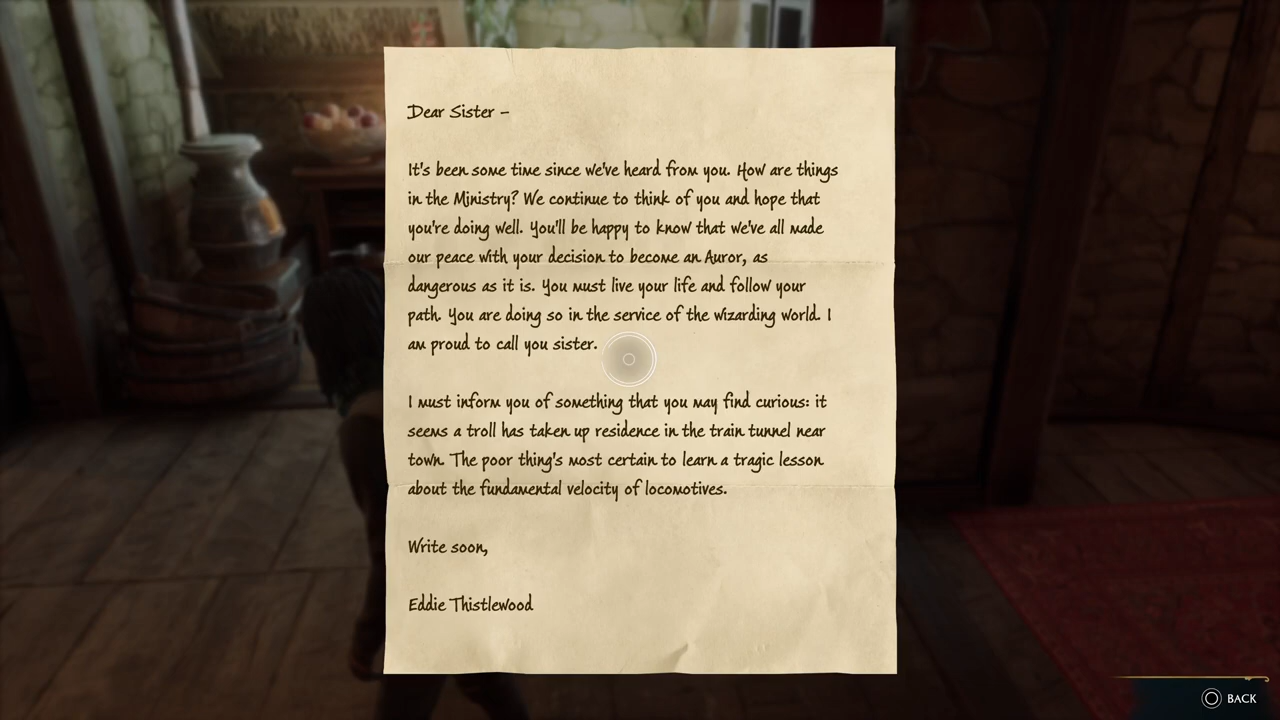 Dear Sister –
It's been some time since we've heard from you. How are things
in the Ministry? We continue to think of you and hope that
you're doing well. You'll be happy to know that we've all made
our peace with your decision to become an Auror, as
dangerous as it is. You must live your life and follow your
path. You are doing so in the service of the wizarding world. I
am proud to call you sister.
I must inform you of something that you may find curious: it
seems a troll has taken up residence in the train tunnel near
town. The poor thing's most certain to learn a tragic lesson
about the fundamental velocity of locomotives.
Write soon,
Eddie Thistlewood
BACK